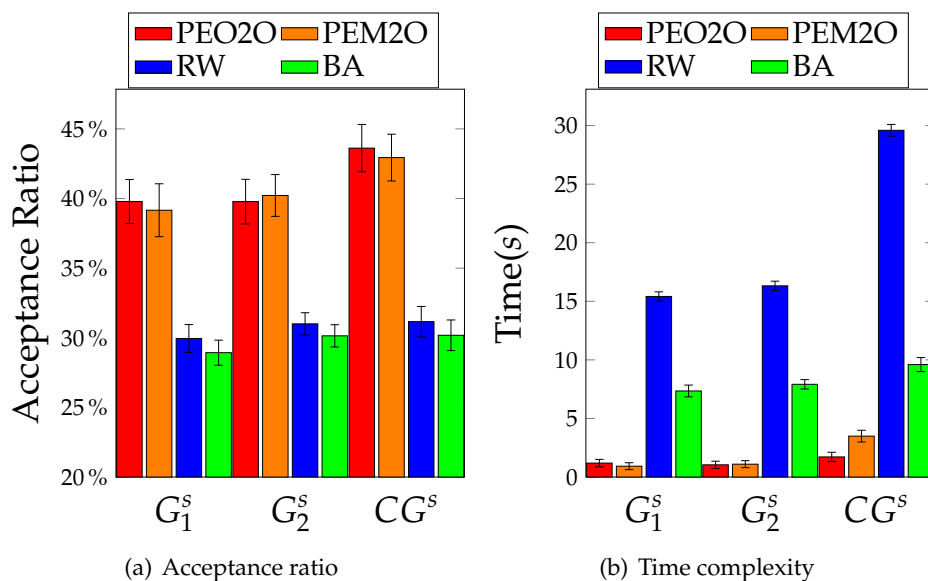 PEO2O PEM2O
RW BA
Acceptance Ratio
45 %
40 %
35 %
30 %
25 %
20 %
G₁ˢ G₂ˢ CGˢ
(a) Acceptance ratio
PEO2O PEM2O
RW BA
Time(s)
30
25
20
15
10
5
0
G₁ˢ G₂ˢ CGˢ
(b) Time complexity